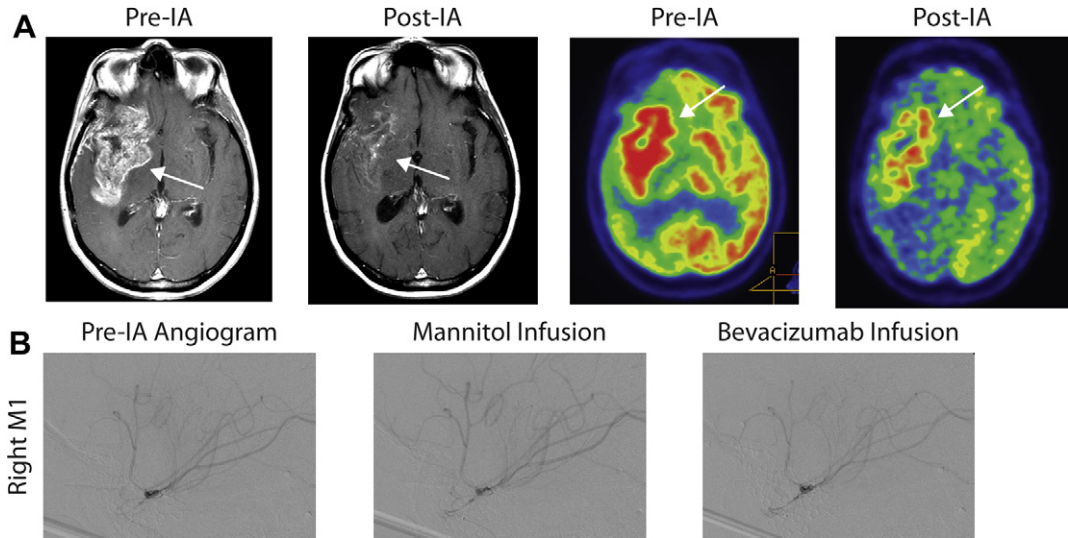 A
Pre-IA
Post-IA
Pre-IA
Post-IA
A
B
Pre-IA Angiogram
Mannitol Infusion
Bevacizumab Infusion
Right M1